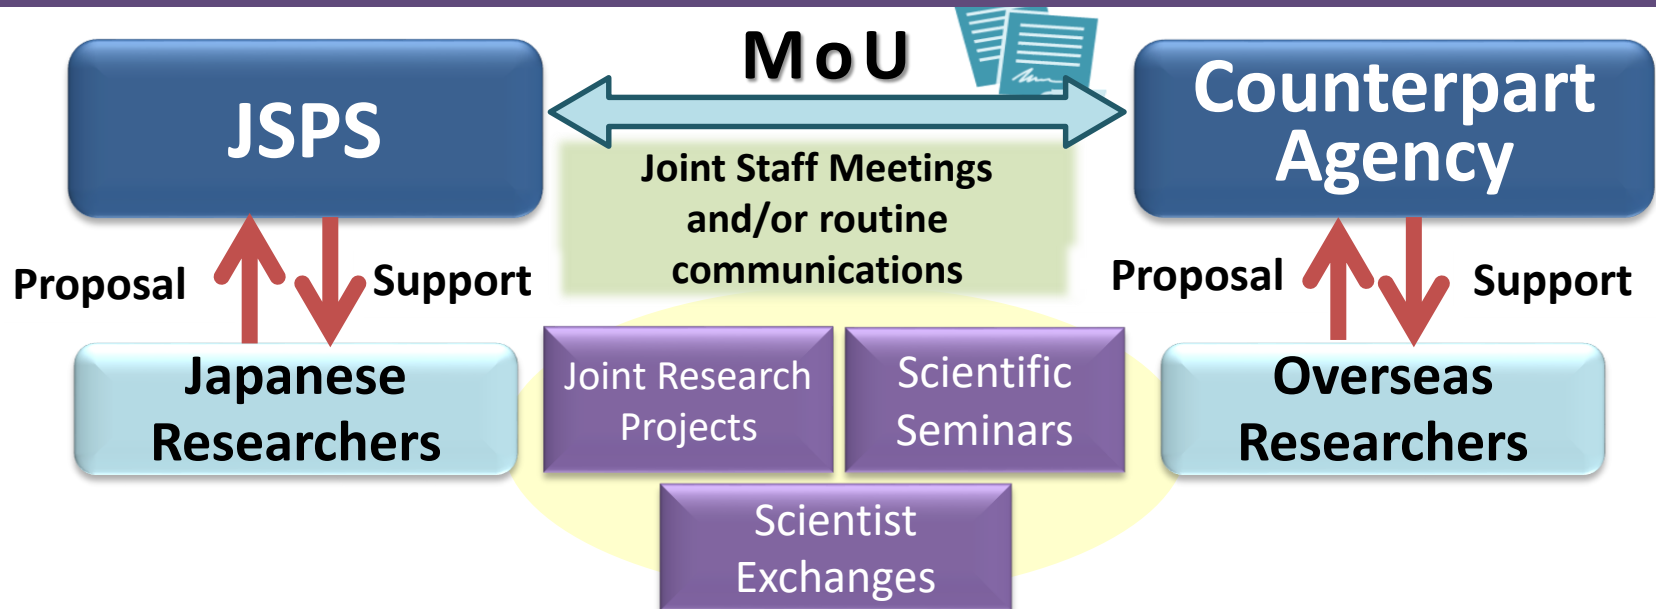 MoU
JSPS
Counterpart
Agency
Joint Staff Meetings
and/or routine
communications
Proposal
Support
Proposal
Support
Japanese
Researchers
Joint Research
Projects
Scientific
Seminars
Overseas
Researchers
Scientist
Exchanges